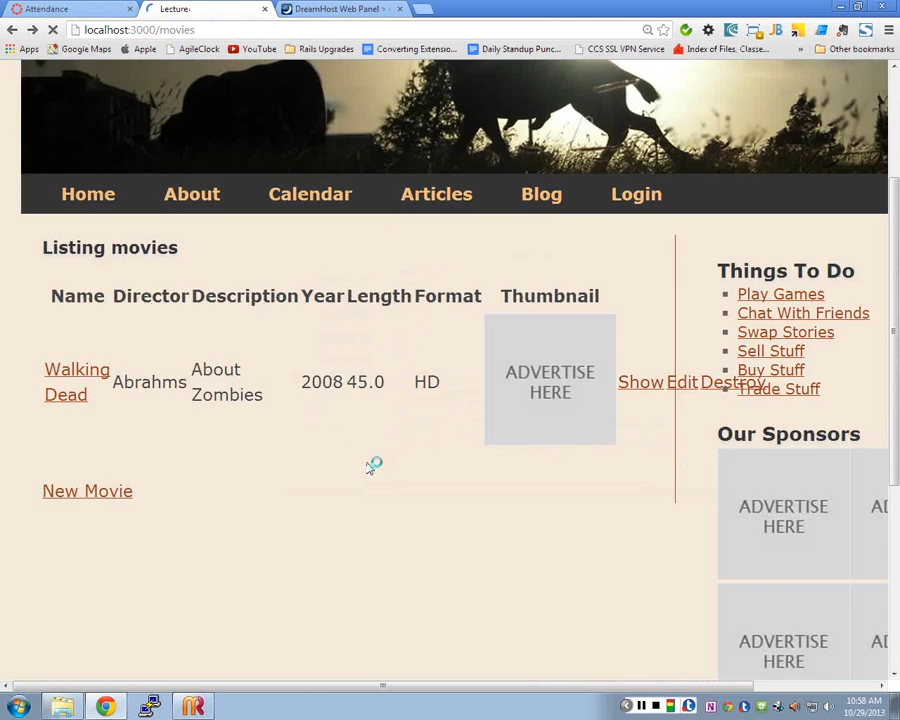 Attendance
Lecture:
DreamHost Web Panel >
localhost:3000/movies
Apps
Google Maps
AgileClock
YouTube
Rails Upgrades
Converting Extensio...
Daily Standup Punc...
CCS SSL VPN Service
Index of Files, Classe...
»
Other bookmarks
Home
About
Calendar
Articles
Blog
Login
Listing movies
Name Director Description Year Length Format Thumbnail
Walking
Dead
Abrahms
About
Zombies
2008 45.0
HD
ADVERTISE
HERE
Show Edit Destroy
New Movie
Things To Do
Play Games
Chat With Friends
Swap Stories
Sell Stuff
Buy Stuff
Trade Stuff
Our Sponsors
ADVERTISE
HERE
ADVERTISE
HERE
10:58 AM
10/29/2013